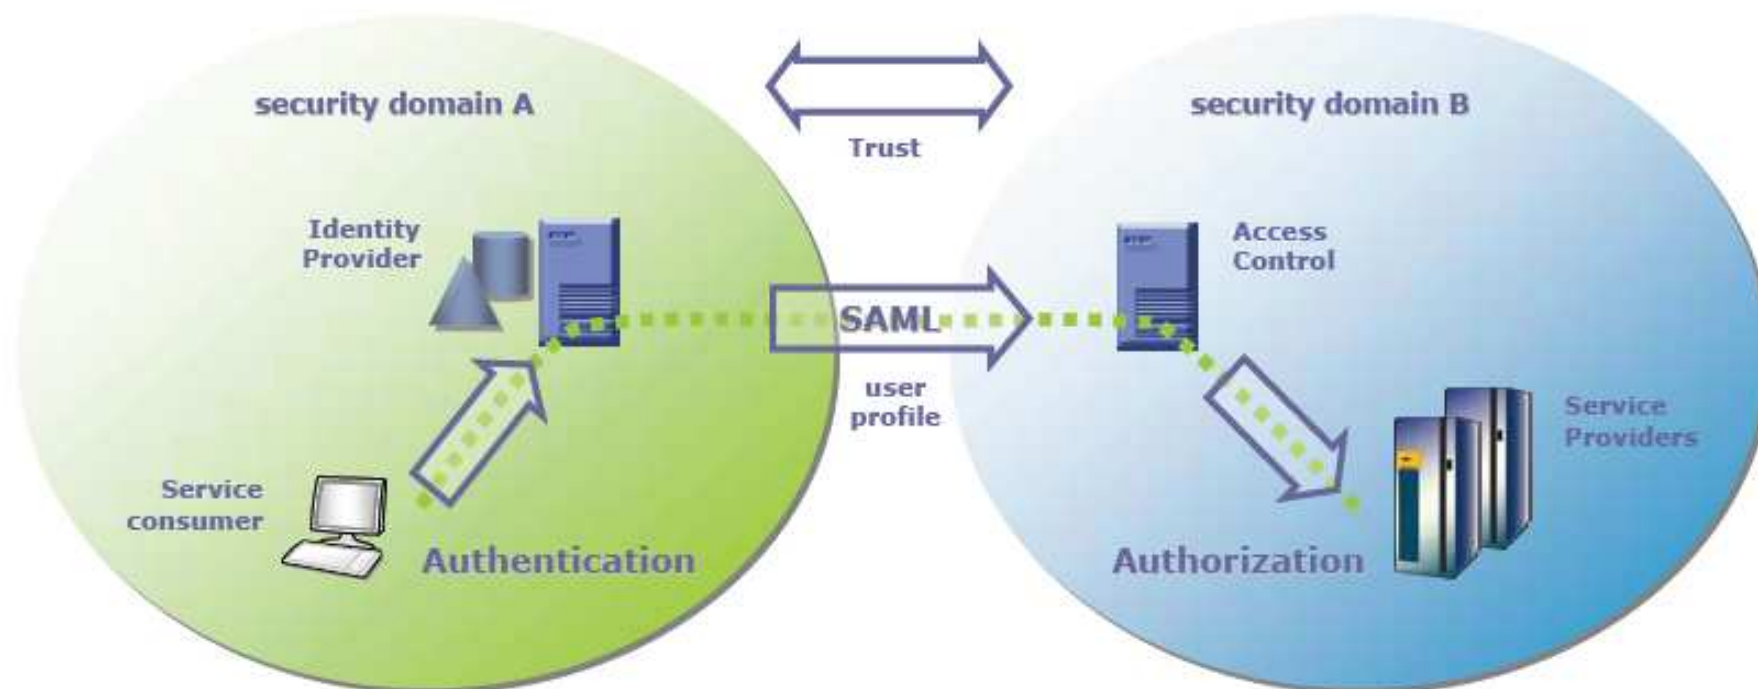 security domain A
security domain B
Trust
Identity
Provider
Access
Control
SAML
user
profile
Service
Providers
Service
consumer
Authentication
Authorization